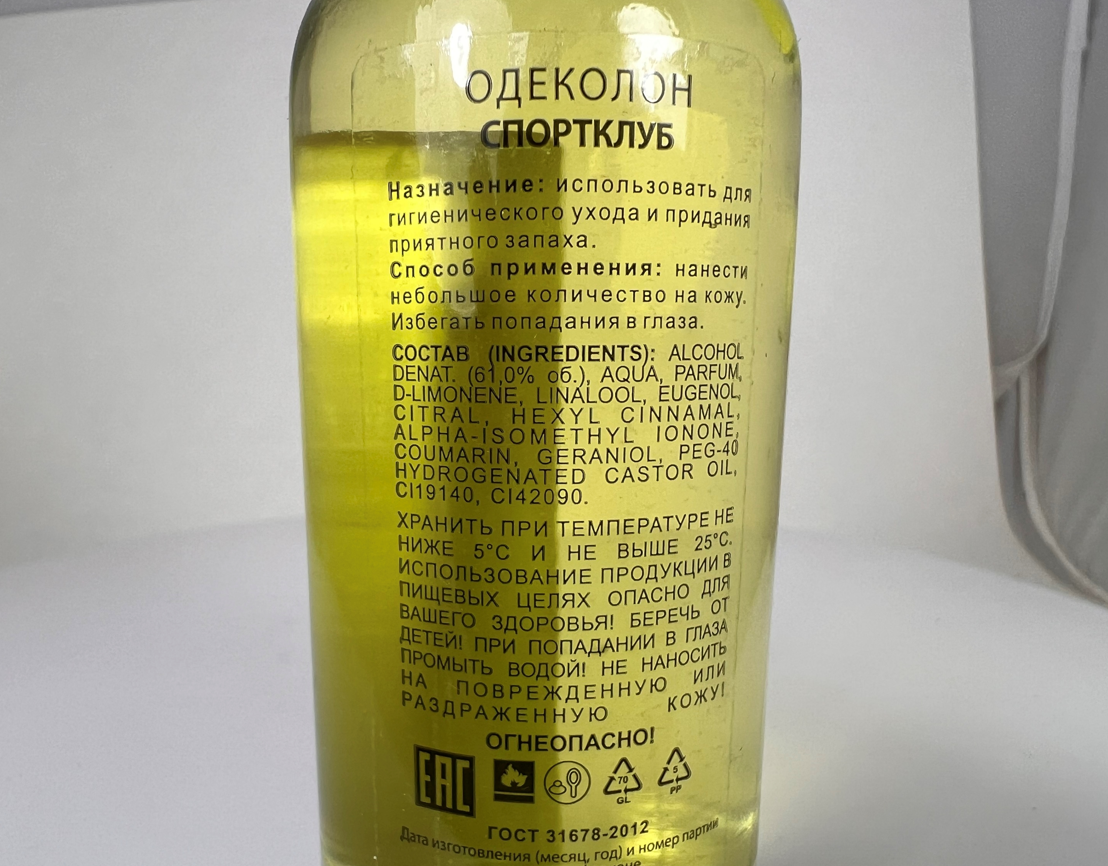 ОДЕКОЛОН
СПОРТКЛУБ
Назначение: использовать для
гигиенического ухода и придания
приятного запаха.
Способ применения: нанести
небольшое количество на кожу.
Избегать попадания в глаза.
СОСТАВ (INGREDIENTS): ALCOHOL
DENAT. (61,0% об.), AQUA, PARFUM,
D-LIMONENE, LINALOOL, EUGENOL,
CITRAL, HEXYL CINNAMAL,
ALPHA-ISOMETHYL IONONE,
COUMARIN, GERANIOL, PEG-40
HYDROGENATED CASTOR OIL,
CI19140, CI42090.
ХРАНИТЬ ПРИ ТЕМПЕРАТУРЕ НЕ
НИЖЕ 5°С И НЕ ВЫШЕ 25°С.
ИСПОЛЬЗОВАНИЕ ПРОДУКЦИИ В
ПИЩЕВЫХ ЦЕЛЯХ ОПАСНО ДЛЯ
ВАШЕГО ЗДОРОВЬЯ! БЕРЕЧЬ ОТ
ДЕТЕЙ! ПРИ ПОПАДАНИИ В ГЛАЗА
ПРОМЫТЬ ВОДОЙ! НЕ НАНОСИТЬ
НА ПОВРЕЖДЕННУЮ ИЛИ
РАЗДРАЖЕННУЮ КОЖУ!
ОГНЕОПАСНО!
EAC 70 GL 5 PP
ГОСТ 31678-2012
Дата изготовления (месяц, год) и номер партии